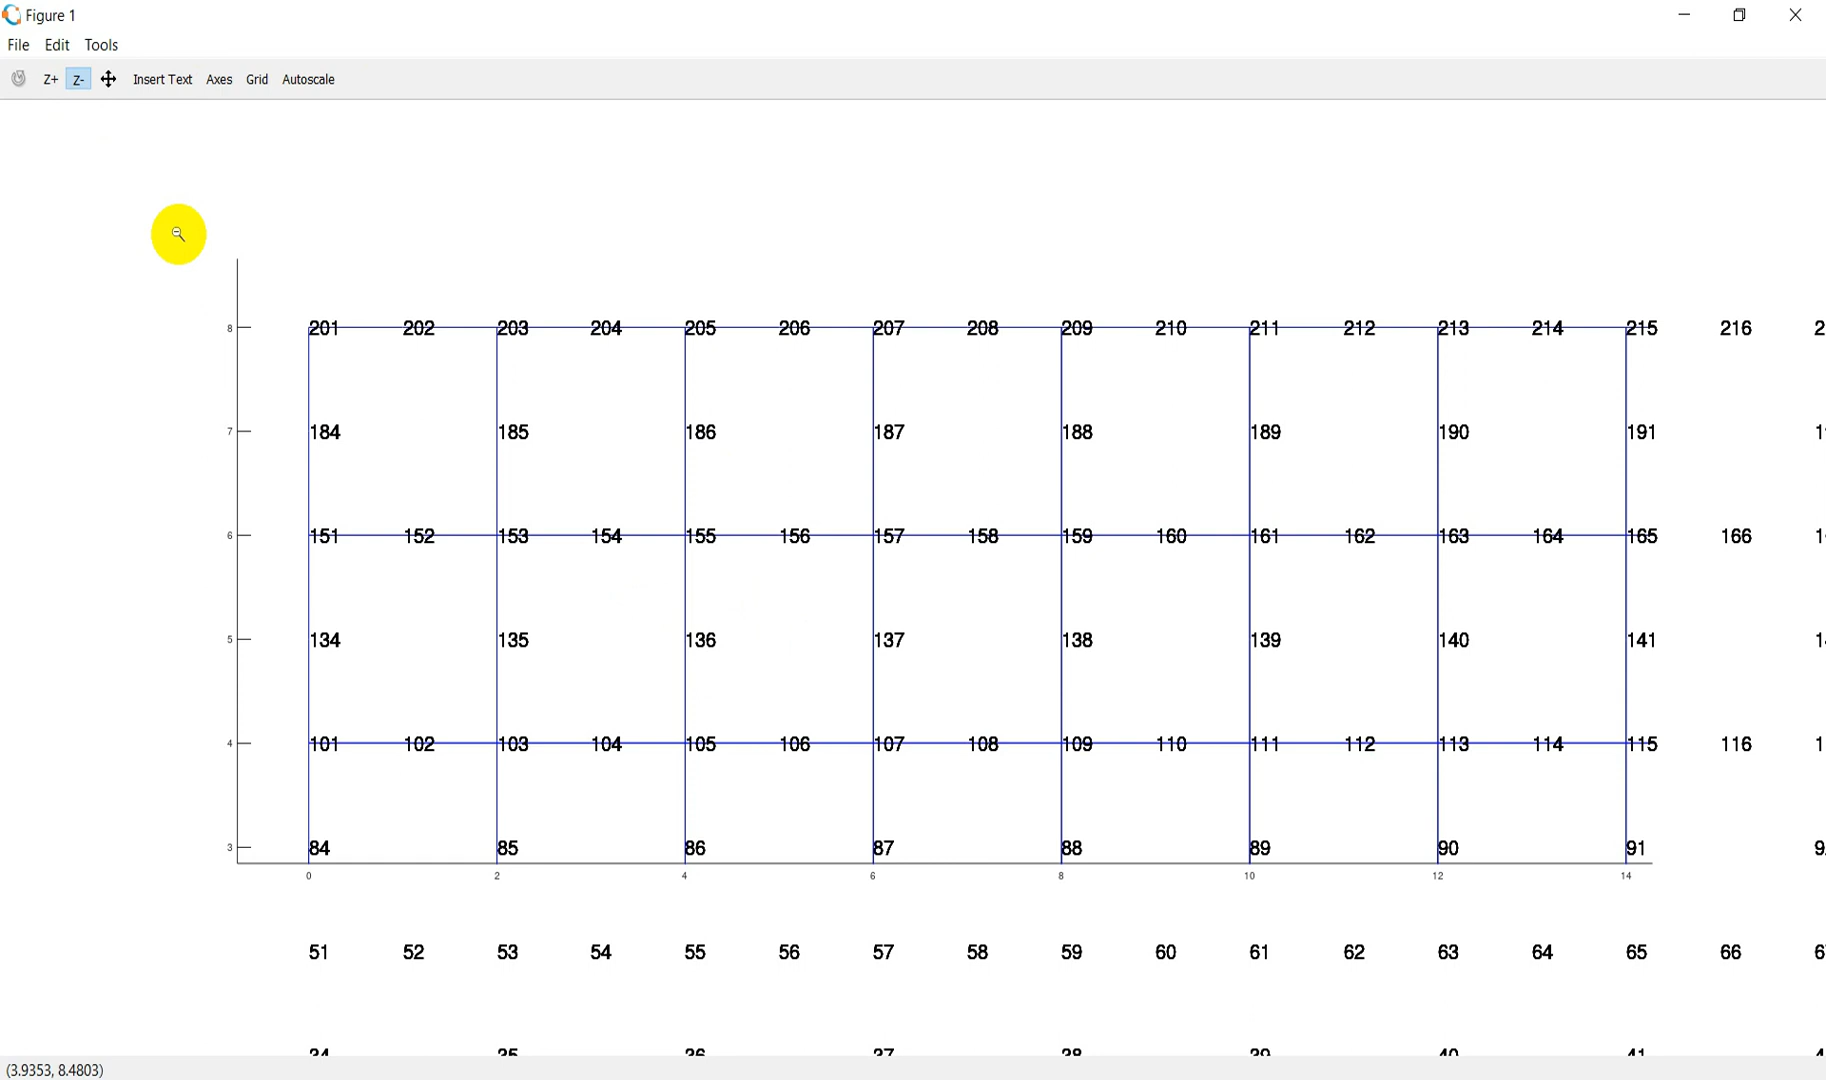 Figure 1
File Edit Tools
Z+ Z- Insert Text Axes Grid Autoscale
8 201 202 203 204 205 206 207 208 209 210 211 212 213 214 215 216
7 184 185 186 187 188 189 190 191
6 151 152 153 154 155 156 157 158 159 160 161 162 163 164 165 166
5 134 135 136 137 138 139 140 141
4 101 102 103 104 105 106 107 108 109 110 111 112 113 114 115 116
3 84 85 86 87 88 89 90 91
0 2 4 6 8 10 12 14
51 52 53 54 55 56 57 58 59 60 61 62 63 64 65 66
(3.9353, 8.4803)